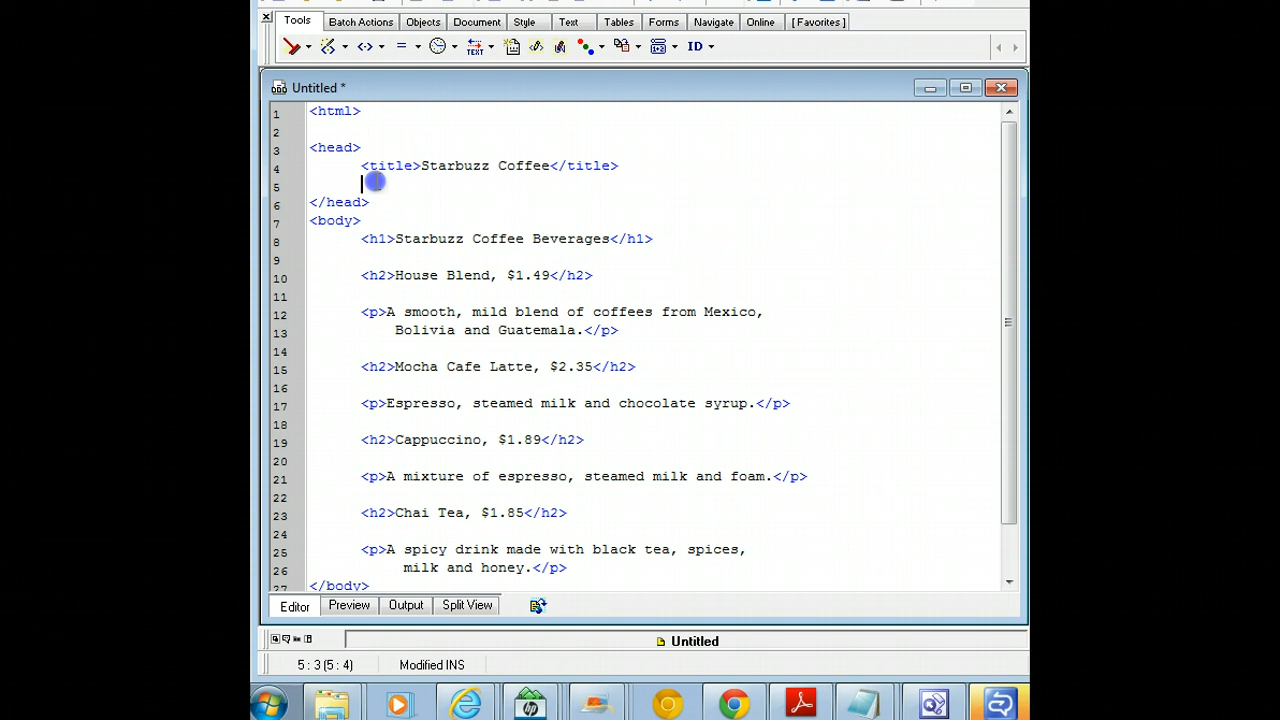 Tools Batch Actions Objects Document Style Text Tables Forms Navigate Online [ Favorites ]
TEXT ID
Untitled *
1 <html>
2
3 <head>
4 <title>Starbuzz Coffee</title>
5
6 </head>
7 <body>
8 <h1>Starbuzz Coffee Beverages</h1>
9
10 <h2>House Blend, $1.49</h2>
11
12 <p>A smooth, mild blend of coffees from Mexico,
13 Bolivia and Guatemala.</p>
14
15 <h2>Mocha Cafe Latte, $2.35</h2>
16
17 <p>Espresso, steamed milk and chocolate syrup.</p>
18
19 <h2>Cappuccino, $1.89</h2>
20
21 <p>A mixture of espresso, steamed milk and foam.</p>
22
23 <h2>Chai Tea, $1.85</h2>
24
25 <p>A spicy drink made with black tea, spices,
26 milk and honey.</p>
27 </body>
Editor Preview Output Split View
Untitled
5 : 3 (5 : 4) Modified INS
hp